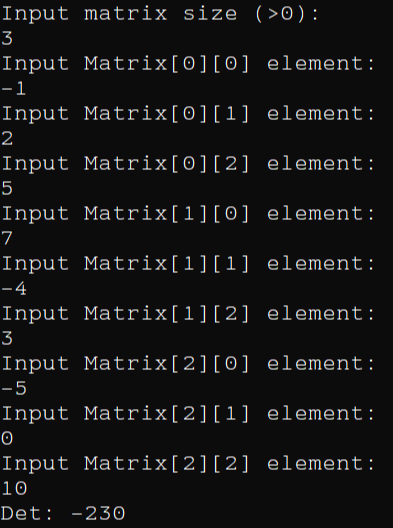 Input matrix size (>0):
3
Input Matrix[0][0] element:
-1
Input Matrix[0][1] element:
2
Input Matrix[0][2] element:
5
Input Matrix[1][0] element:
7
Input Matrix[1][1] element:
-4
Input Matrix[1][2] element:
3
Input Matrix[2][0] element:
-5
Input Matrix[2][1] element:
0
Input Matrix[2][2] element:
10
Det: -230